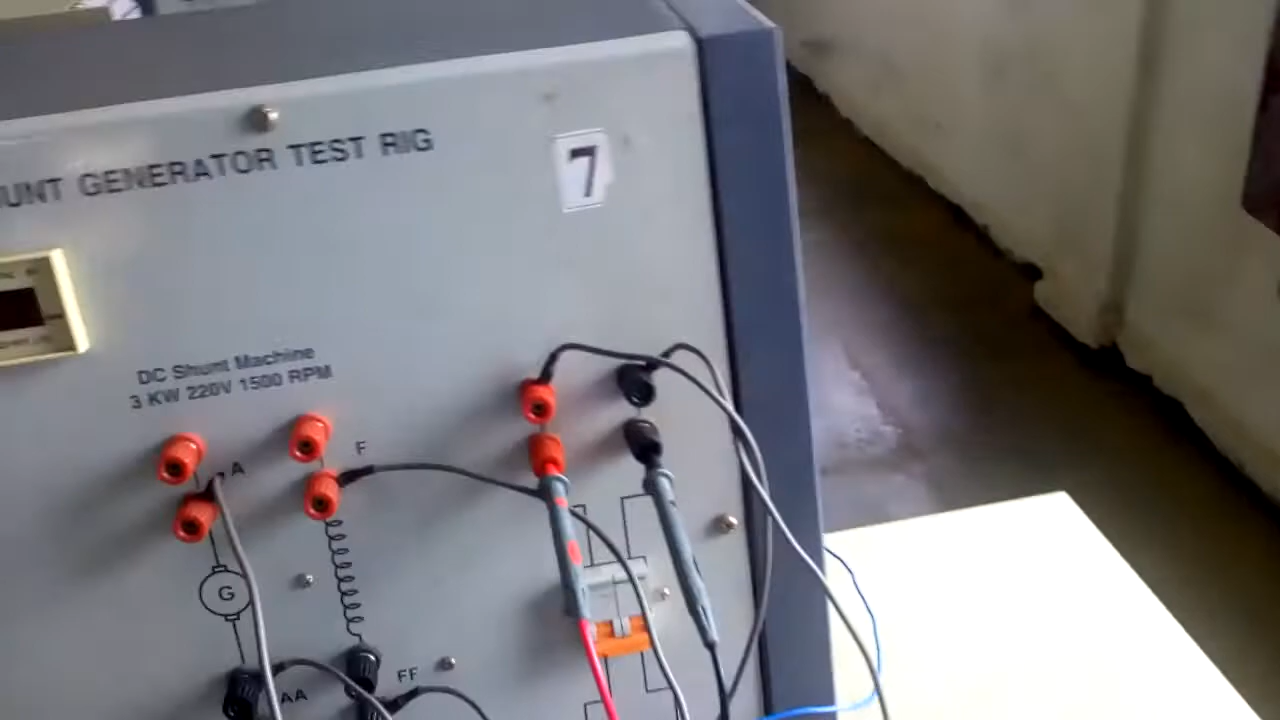 UNT GENERATOR TEST RIG
7
DC Shunt Machine
3 KW 220V 1500 RPM
A
F
G
AA
FF